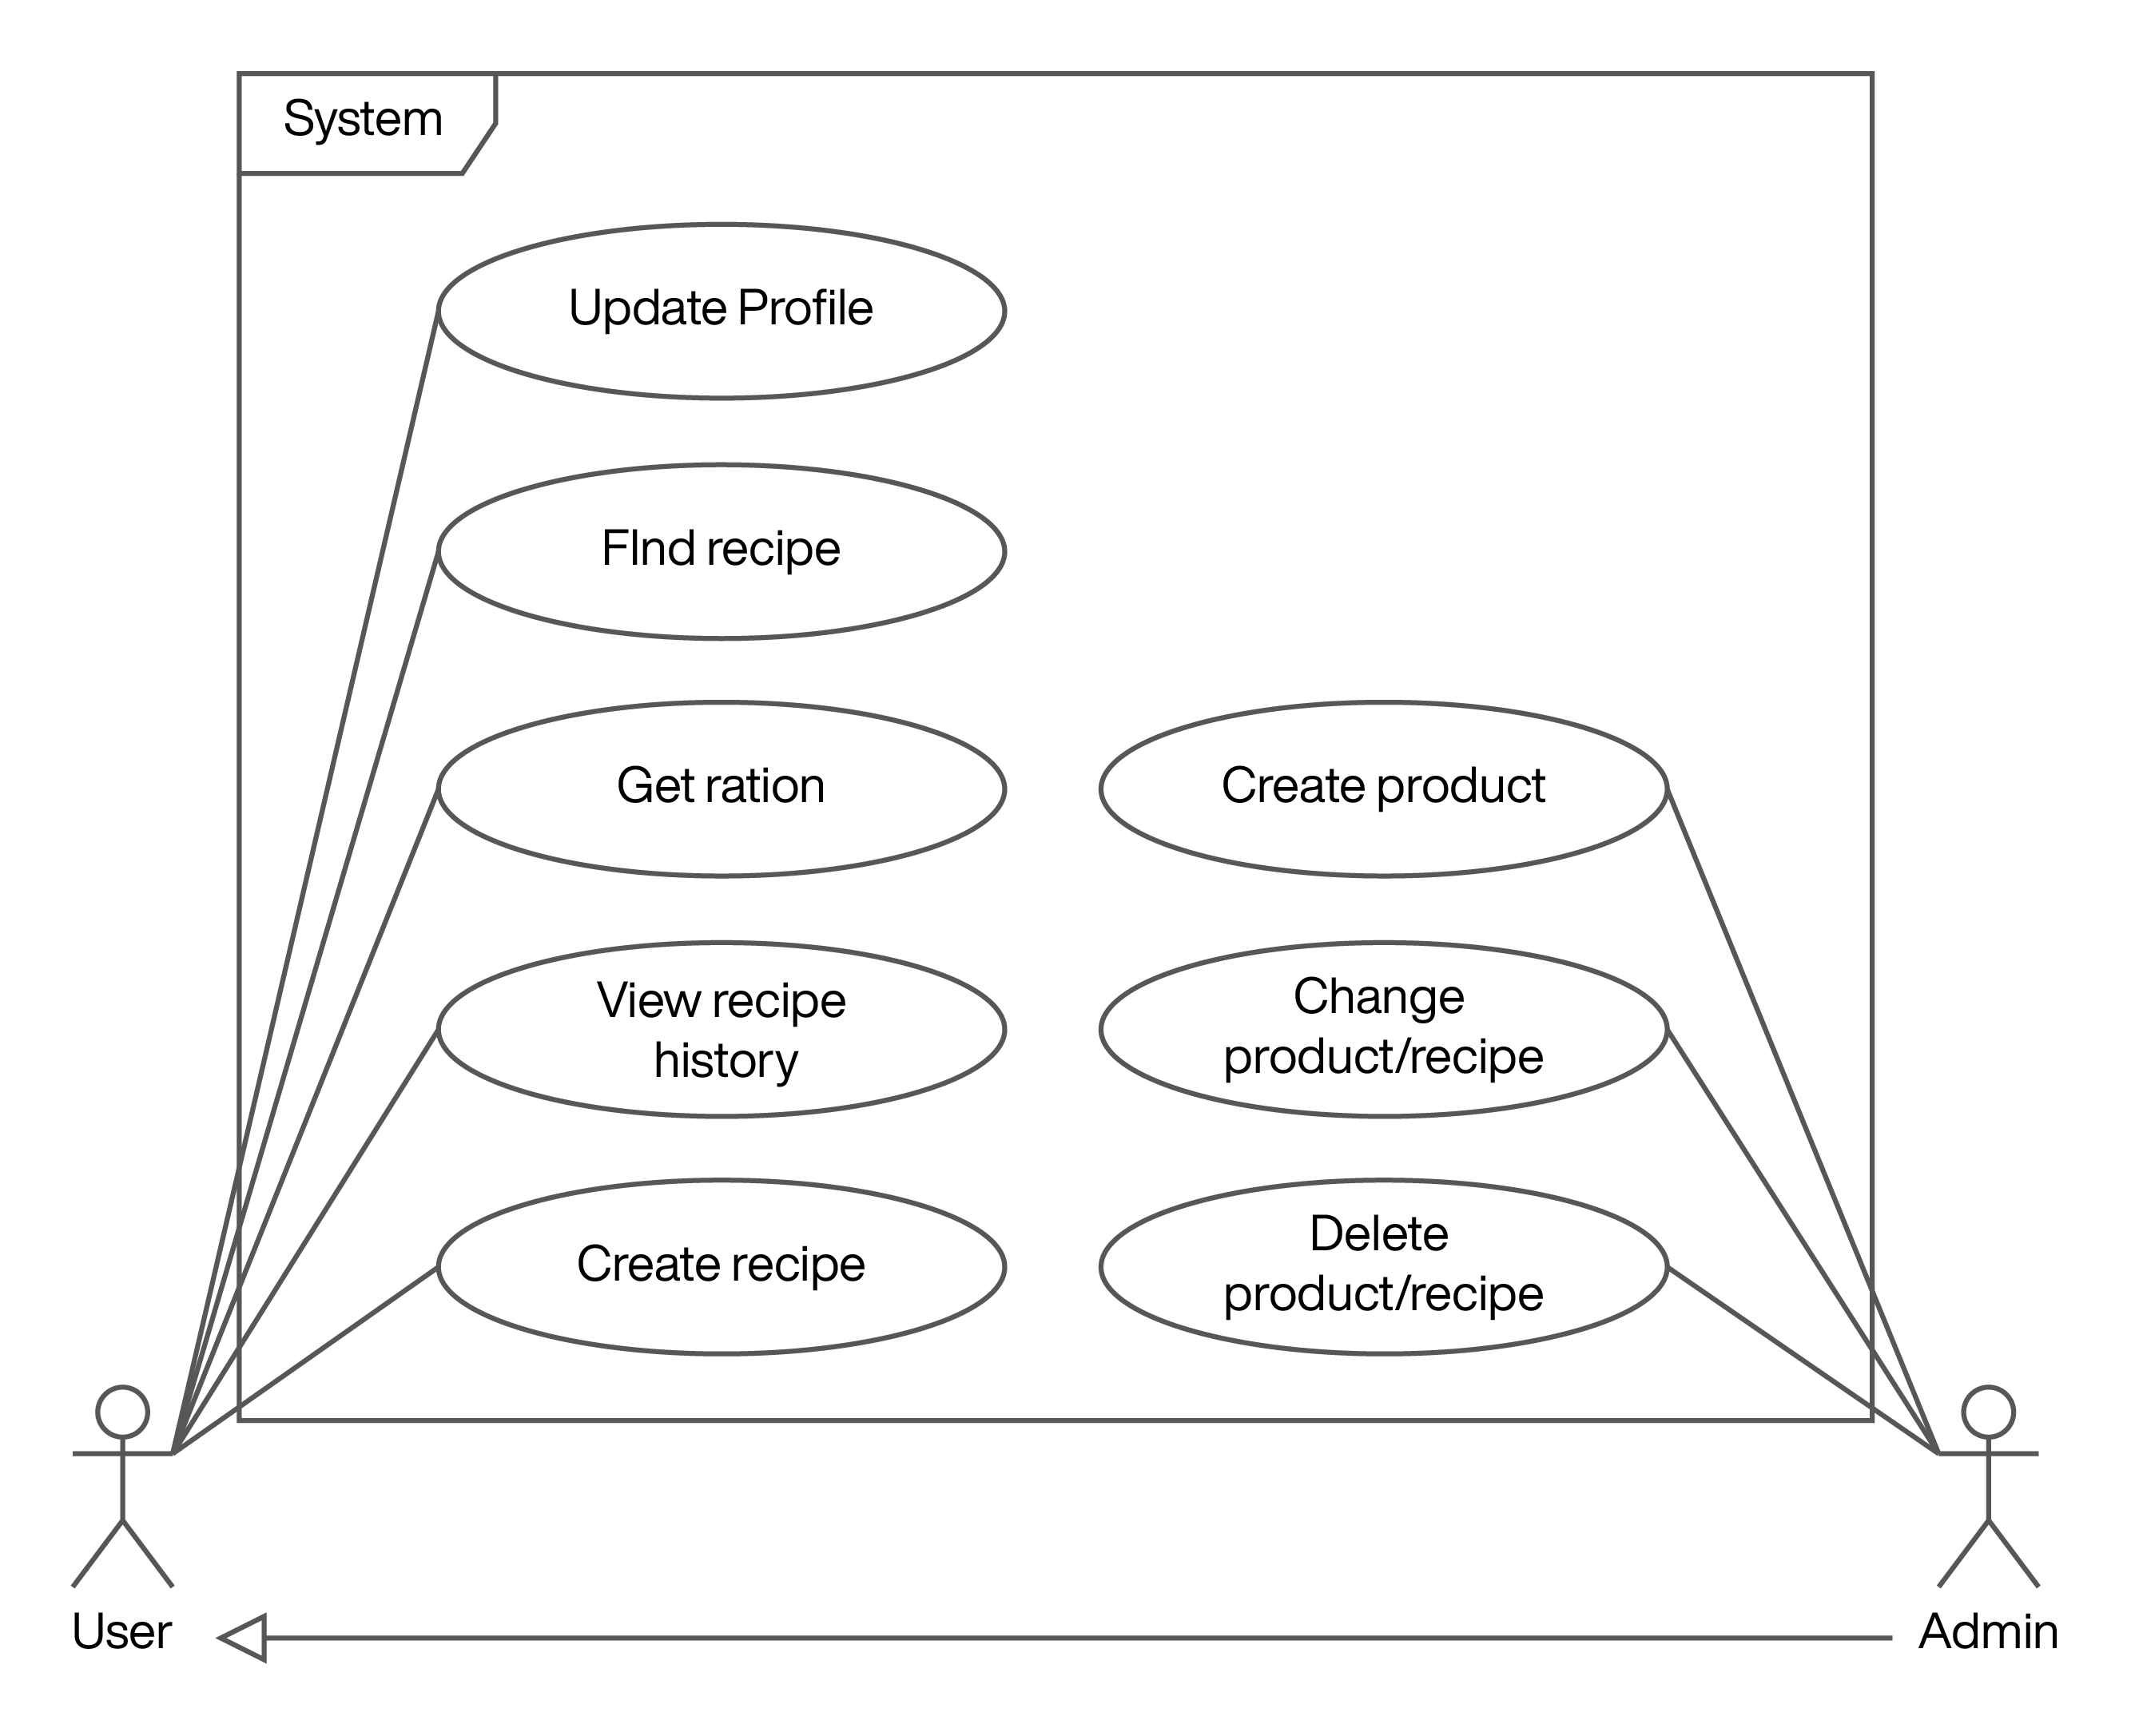 System
Update Profile
FInd recipe
Get ration
Create product
View recipe
history
Change
product/recipe
Create recipe
Delete
product/recipe
User
Admin